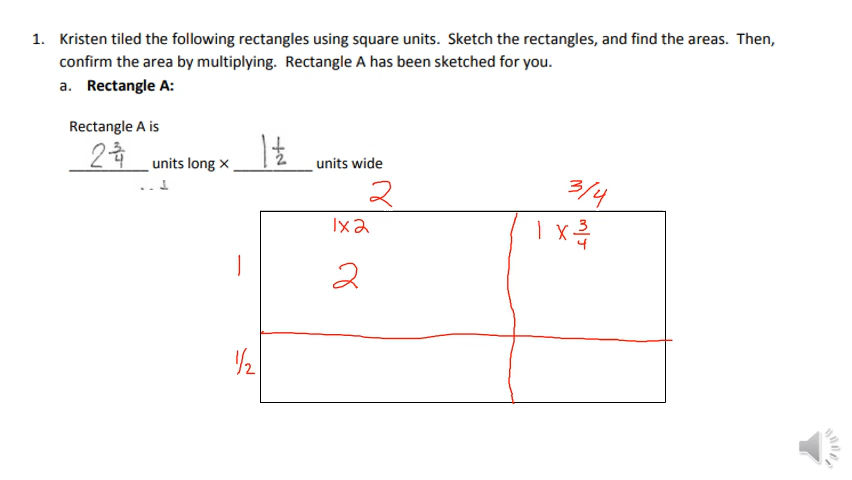 1. Kristen tiled the following rectangles using square units. Sketch the rectangles, and find the areas. Then,
confirm the area by multiplying. Rectangle A has been sketched for you.
a. Rectangle A:
Rectangle A is
2 3/4 units long × 1 1/2 units wide
2 3/4
1x2 1 x 3/4
1
2
1/2